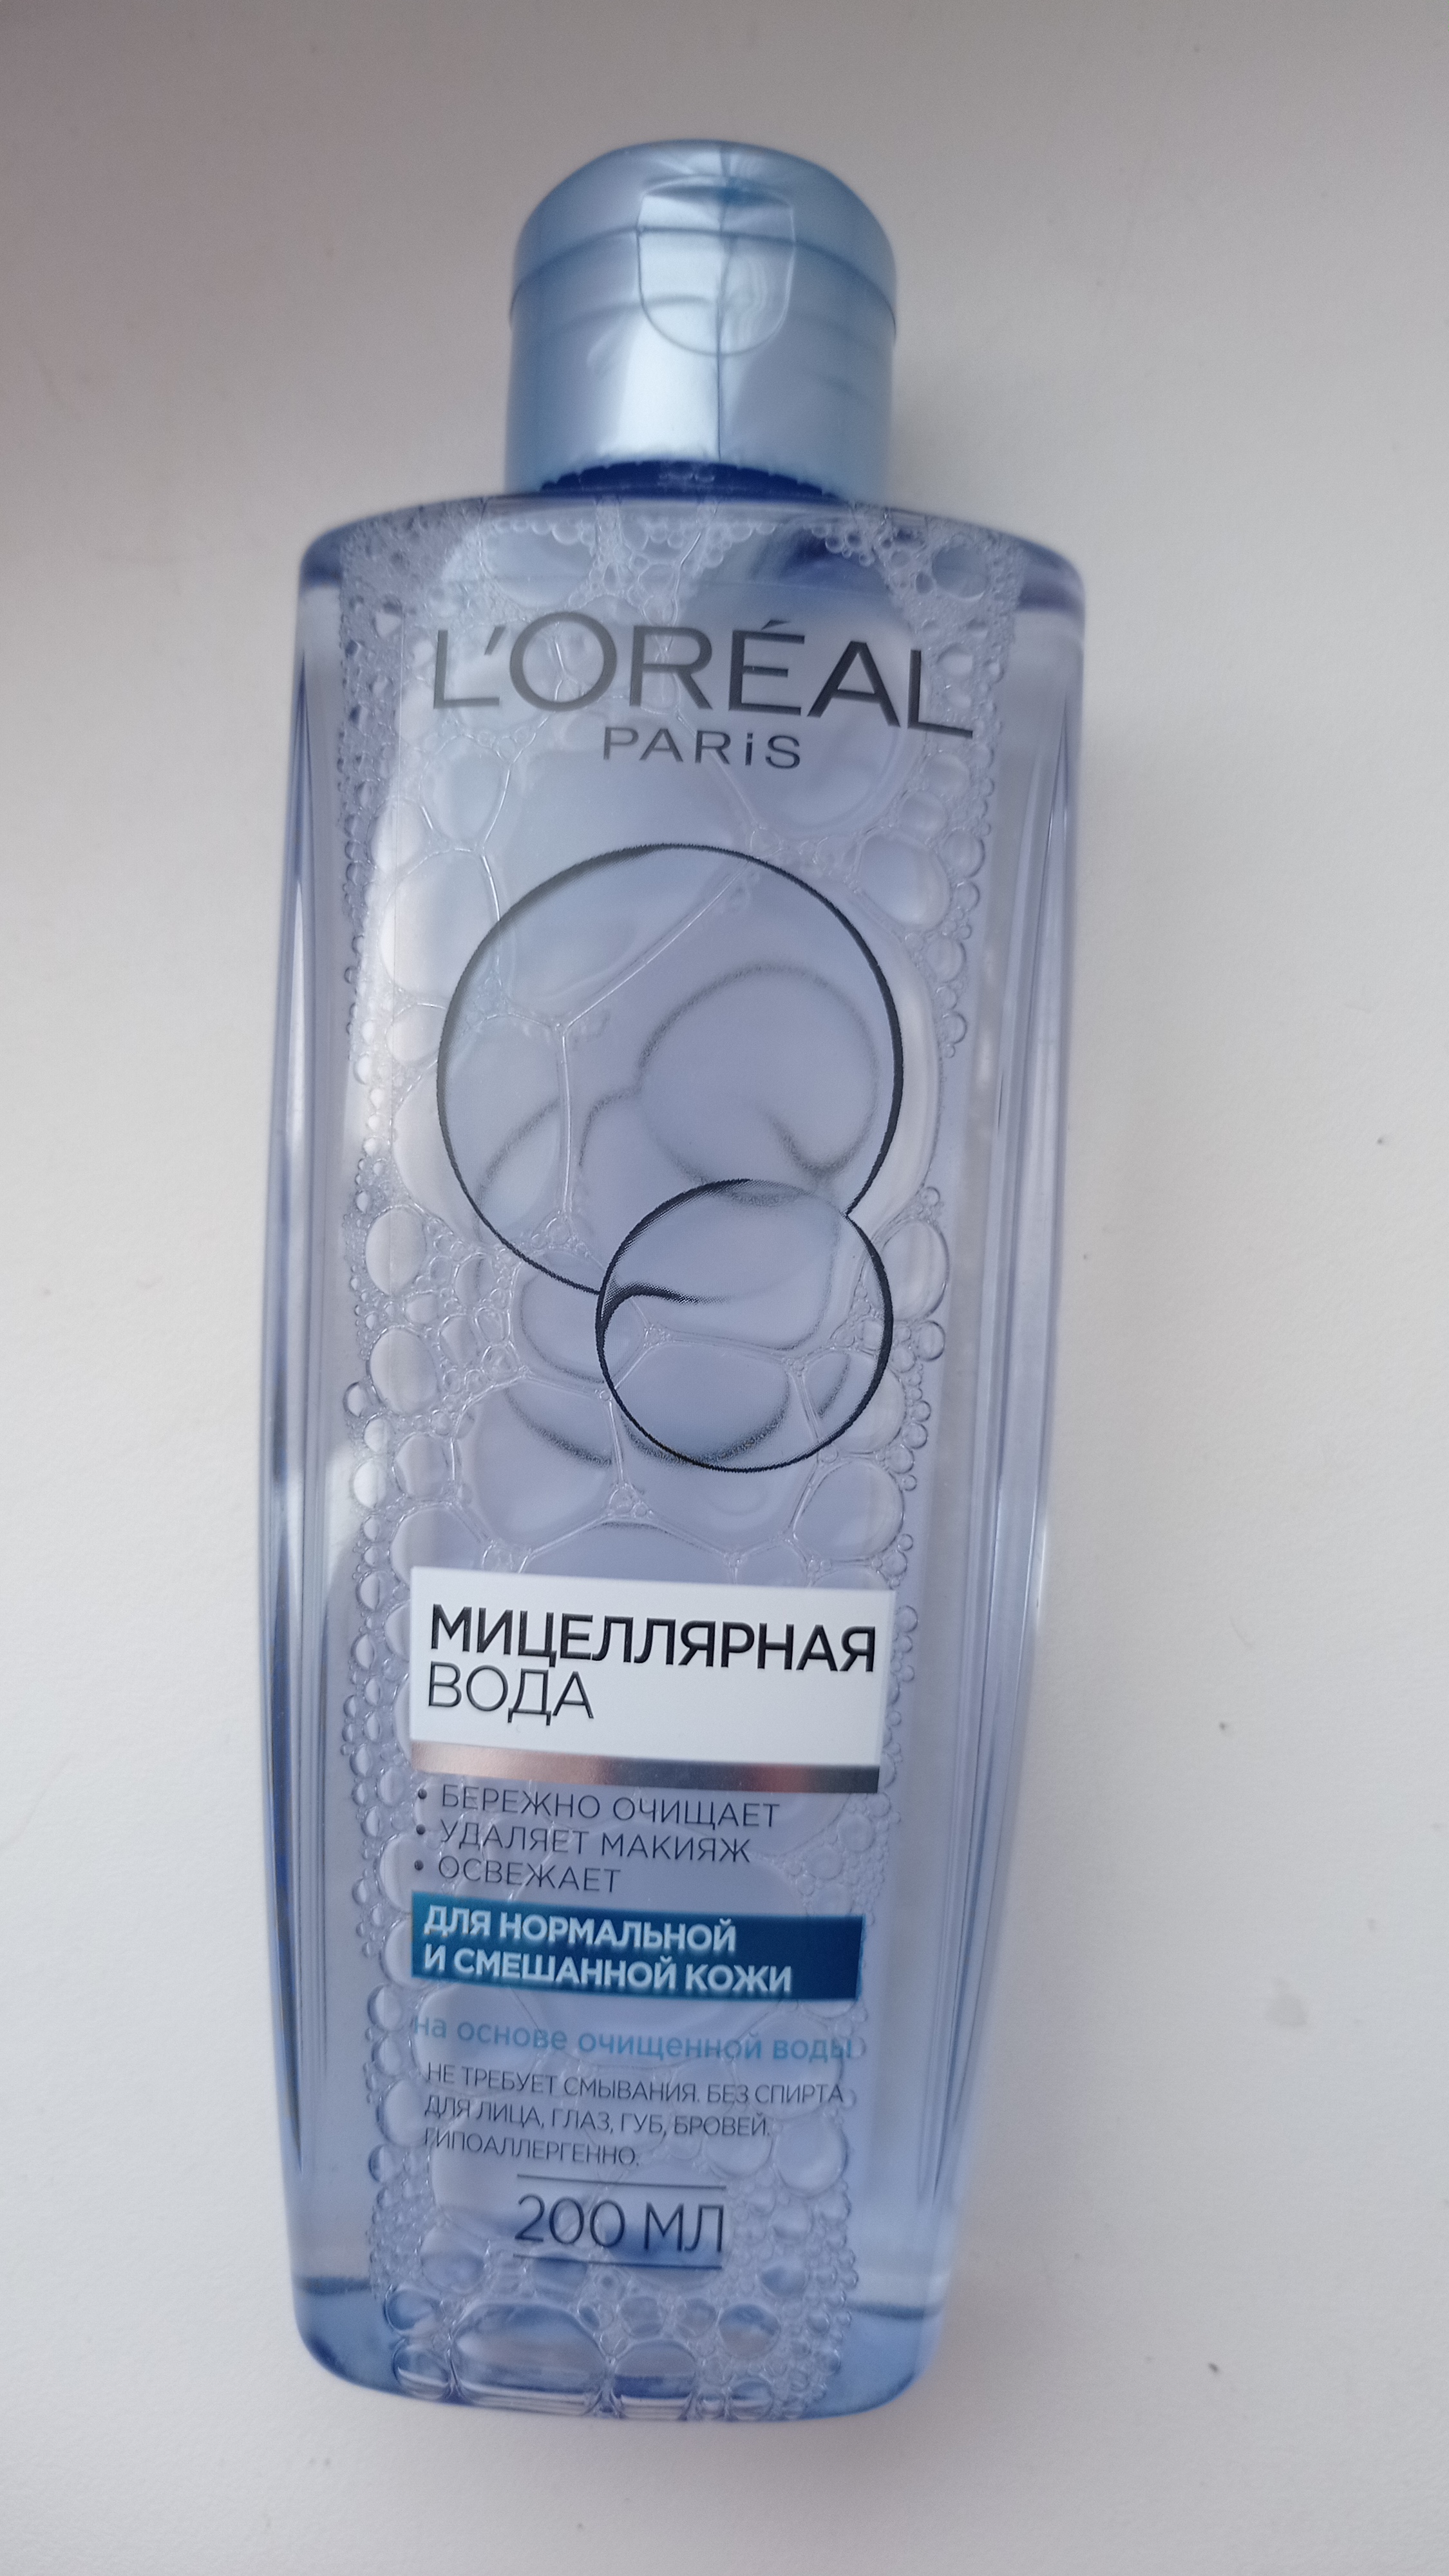 L'ORÉAL
PARiS
МИЦЕЛЛЯРНАЯ
ВОДА
• БЕРЕЖНО ОЧИЩАЕТ
• УДАЛЯЕТ МАКИЯЖ
• ОСВЕЖАЕТ
ДЛЯ НОРМАЛЬНОЙ
И СМЕШАННОЙ КОЖИ
на основе очищенной воды
НЕ ТРЕБУЕТ СМЫВАНИЯ. БЕЗ СПИРТА
ДЛЯ ЛИЦА, ГЛАЗ, ГУБ, БРОВЕЙ.
ГИПОАЛЛЕРГЕННО.
200 МЛ